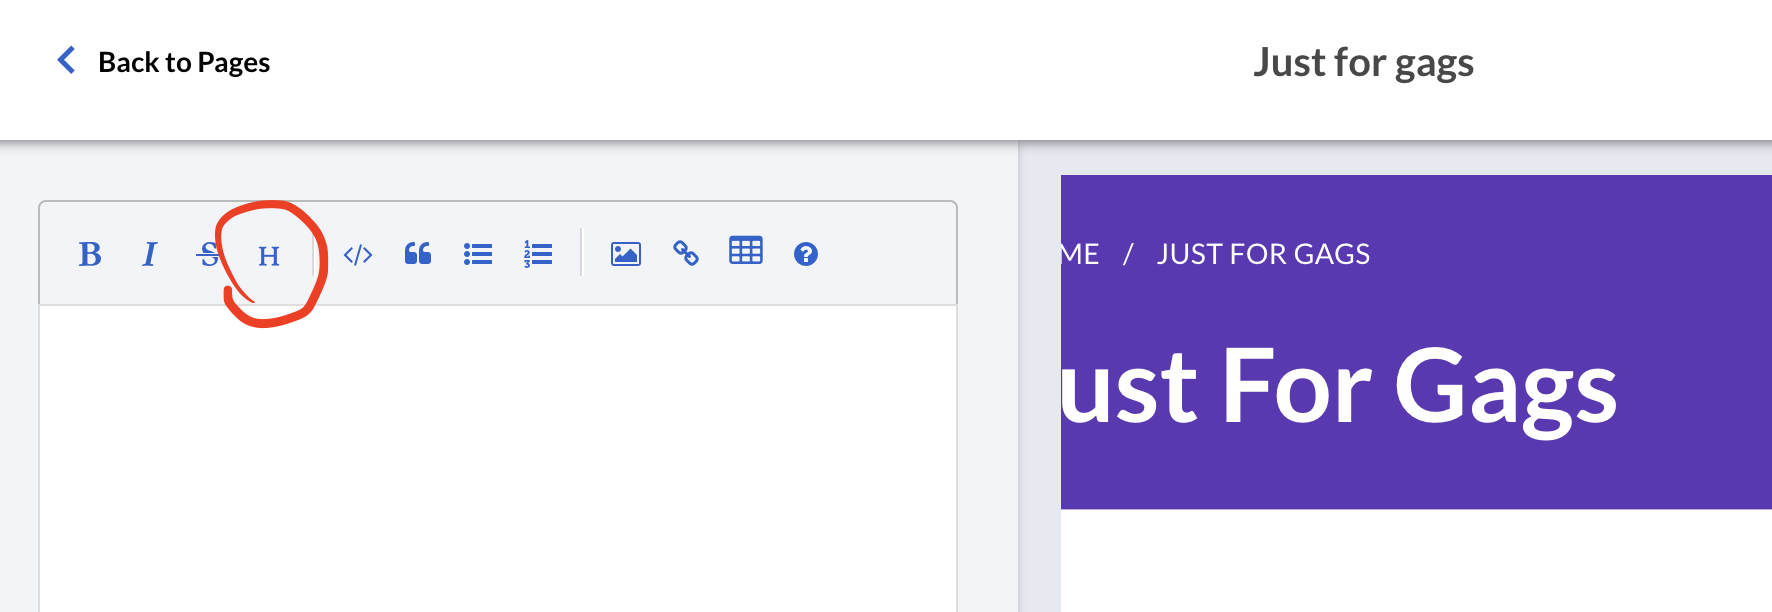 Back to Pages
Just for gags
B I S H </> 
ME / JUST FOR GAGS
ust For Gags